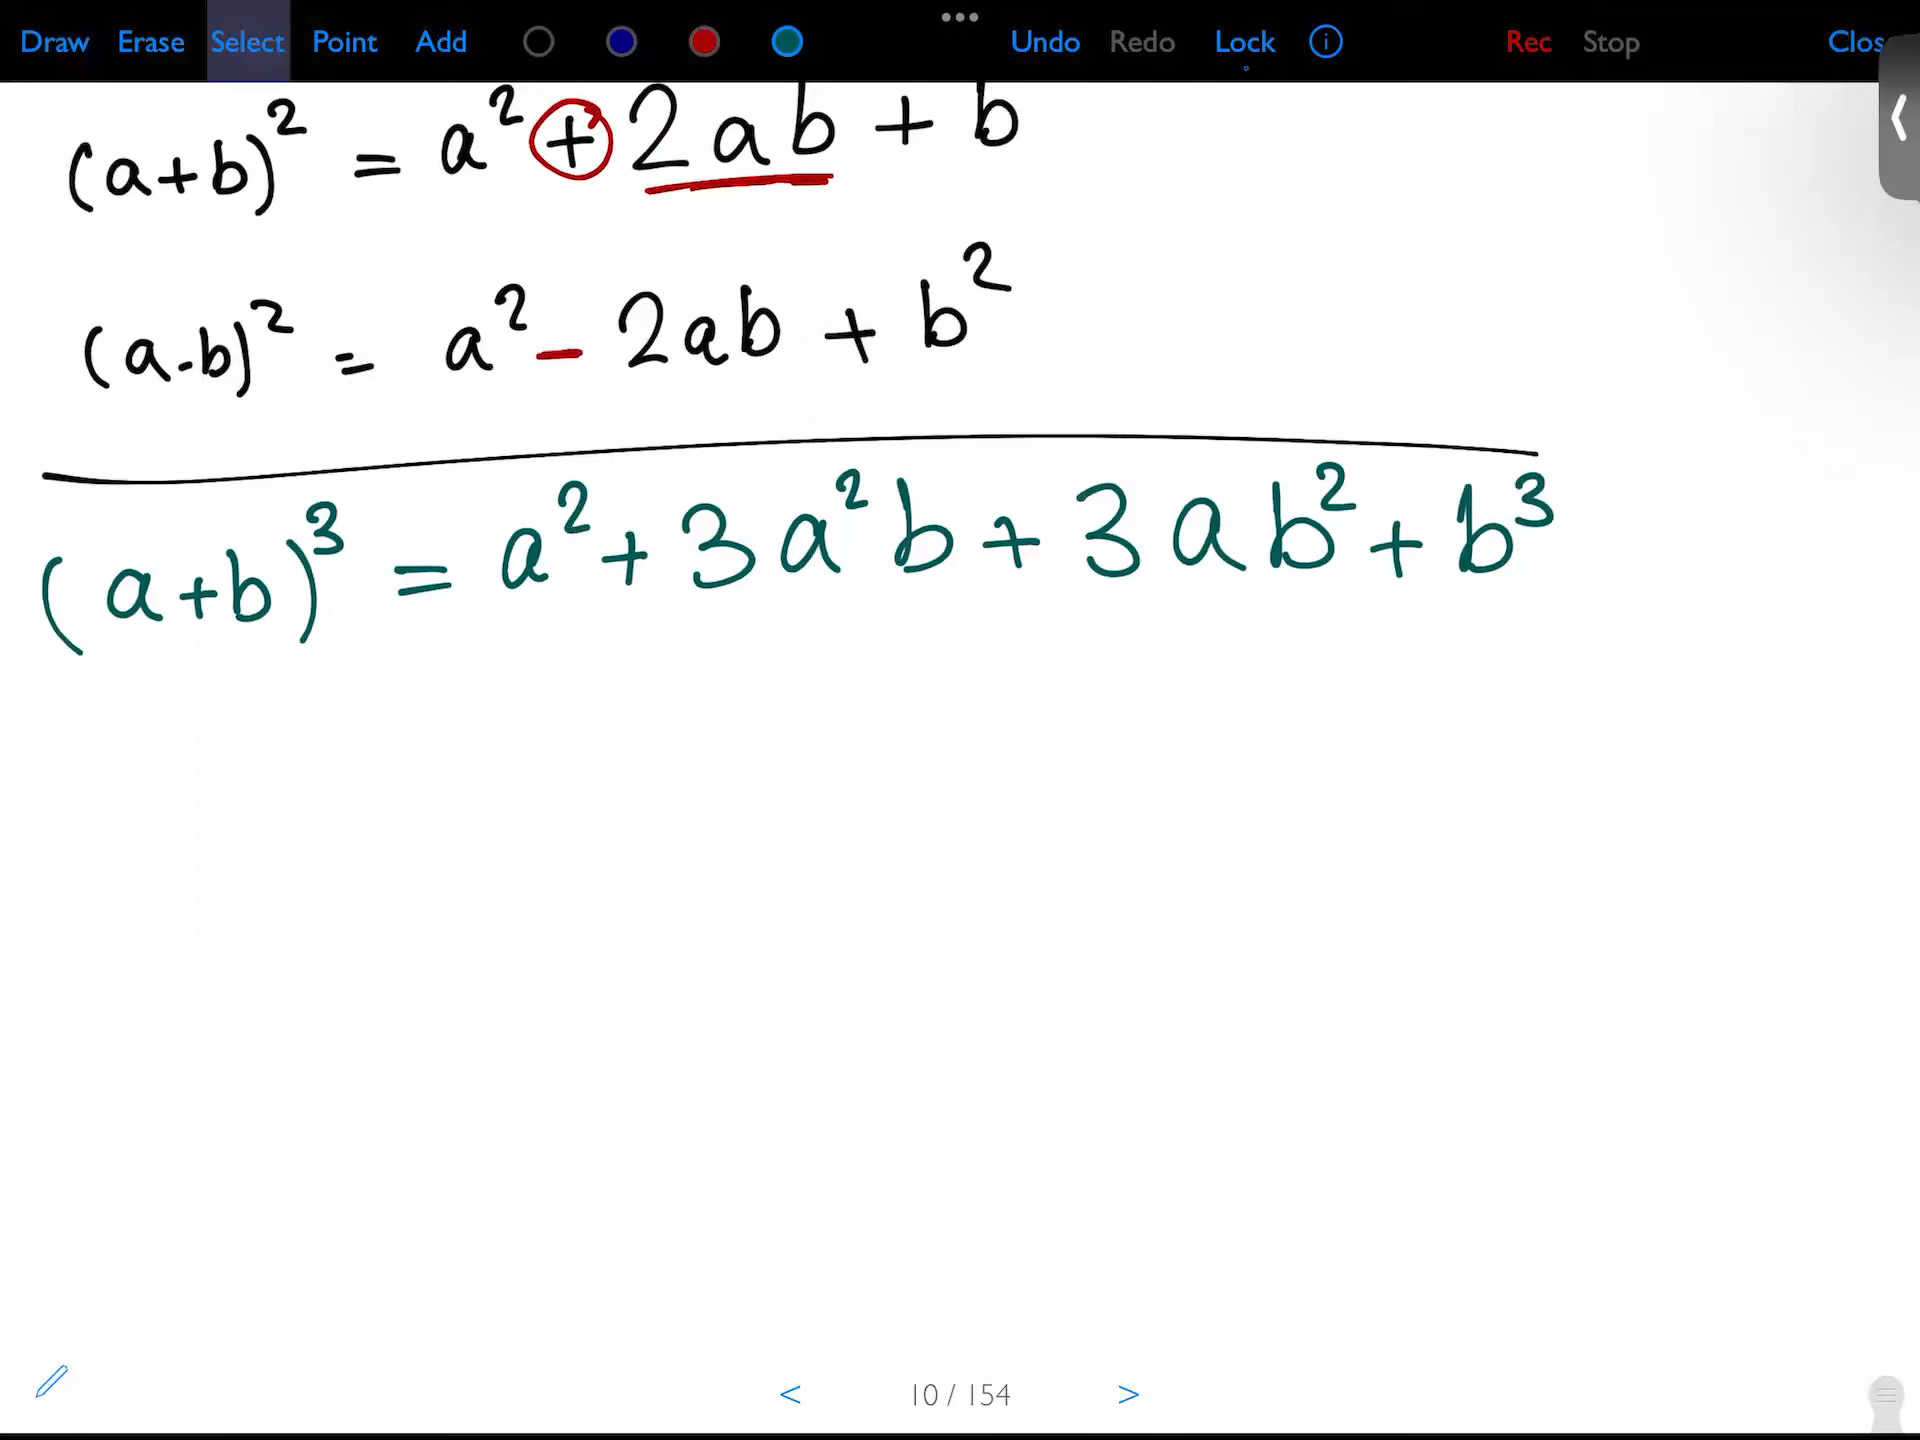 Draw Erase Select Point Add Undo Redo Lock Rec Stop Clos
(a+b)² = a² + 2ab + b
(a-b)² = a² - 2ab + b²
(a+b)³ = a² + 3a²b + 3ab² + b³
< 10 / 154 >